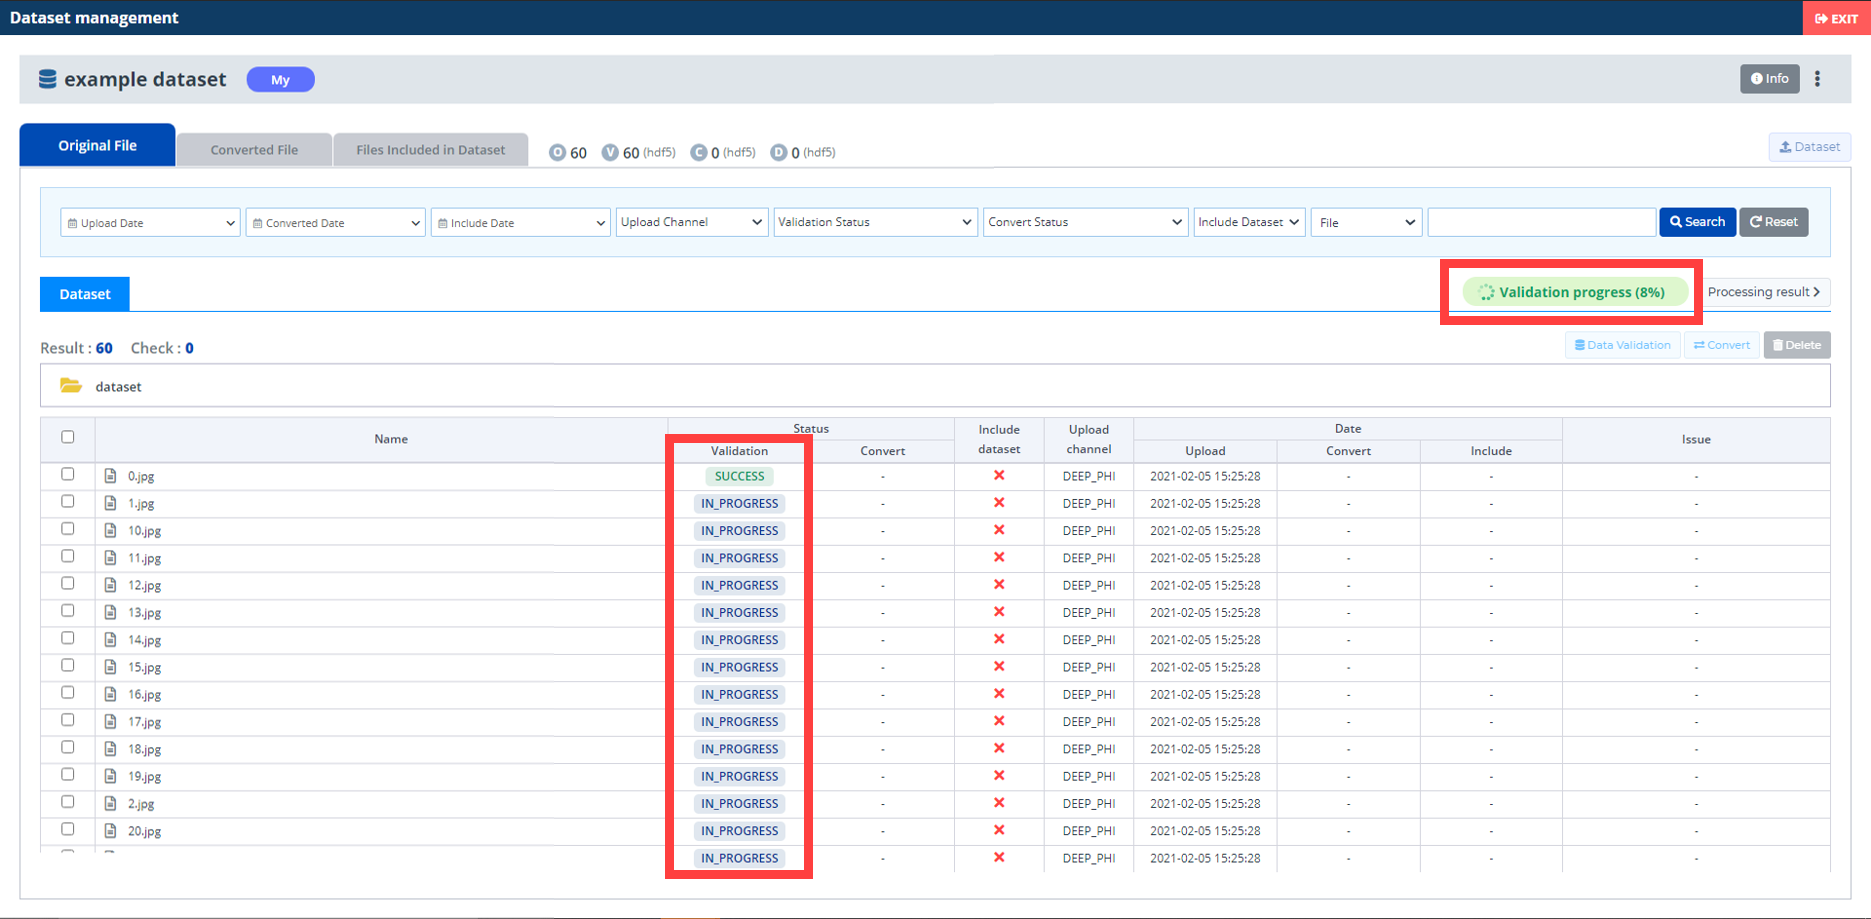 Dataset management
EXIT
example dataset My
Info
Original File Converted File Files Included in Dataset O 60 V 60 (hdf5) C 0 (hdf5) D 0 (hdf5)
Dataset
Upload Date Converted Date Include Date Upload Channel Validation Status Convert Status Include Dataset File Search Reset
Dataset
Validation progress (8%) Processing result
Result : 60 Check : 0
Data Validation Convert Delete
dataset
Name Status Include dataset Upload channel Date Issue
Validation Convert Upload Convert Include
0.jpg SUCCESS - DEEP_PHI 2021-02-05 15:25:28 - - -
1.jpg IN_PROGRESS - DEEP_PHI 2021-02-05 15:25:28 - - -
10.jpg IN_PROGRESS - DEEP_PHI 2021-02-05 15:25:28 - - -
11.jpg IN_PROGRESS - DEEP_PHI 2021-02-05 15:25:28 - - -
12.jpg IN_PROGRESS - DEEP_PHI 2021-02-05 15:25:28 - - -
13.jpg IN_PROGRESS - DEEP_PHI 2021-02-05 15:25:28 - - -
14.jpg IN_PROGRESS - DEEP_PHI 2021-02-05 15:25:28 - - -
15.jpg IN_PROGRESS - DEEP_PHI 2021-02-05 15:25:28 - - -
16.jpg IN_PROGRESS - DEEP_PHI 2021-02-05 15:25:28 - - -
17.jpg IN_PROGRESS - DEEP_PHI 2021-02-05 15:25:28 - - -
18.jpg IN_PROGRESS - DEEP_PHI 2021-02-05 15:25:28 - - -
19.jpg IN_PROGRESS - DEEP_PHI 2021-02-05 15:25:28 - - -
2.jpg IN_PROGRESS - DEEP_PHI 2021-02-05 15:25:28 - - -
20.jpg IN_PROGRESS - DEEP_PHI 2021-02-05 15:25:28 - - -
IN_PROGRESS - DEEP_PHI 2021-02-05 15:25:28 - - -